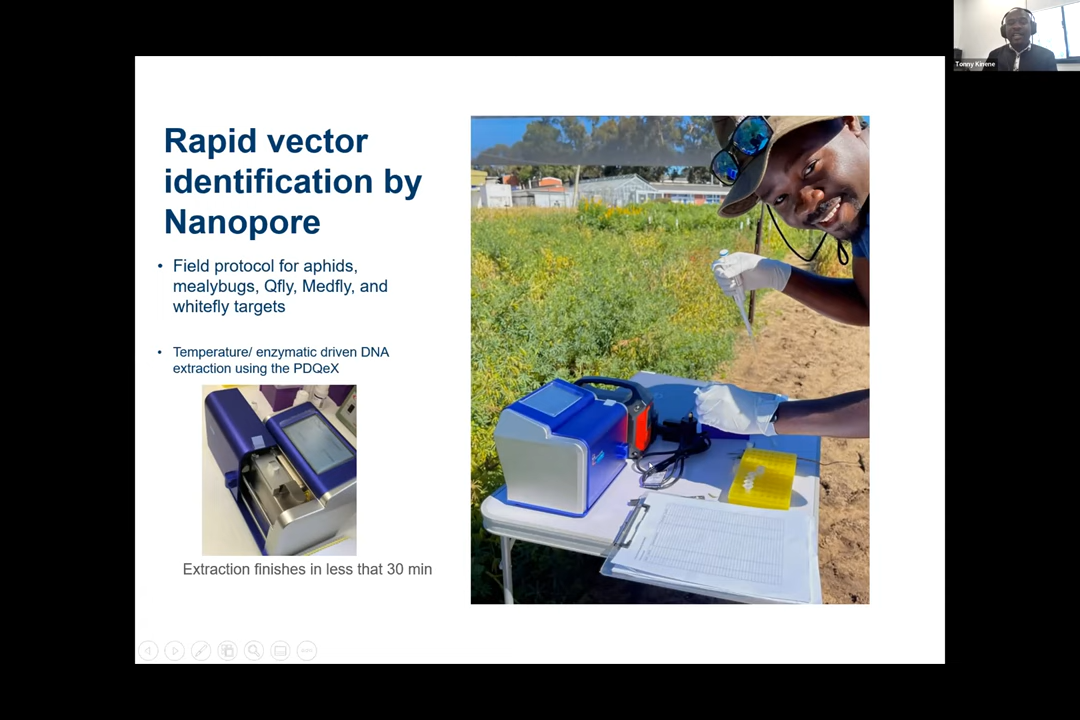 Tonny Kinene
Rapid vector
identification by
Nanopore
• Field protocol for aphids,
mealybugs, Qfly, Medfly, and
whitefly targets
• Temperature/ enzymatic driven DNA
extraction using the PDQeX
Extraction finishes in less that 30 min